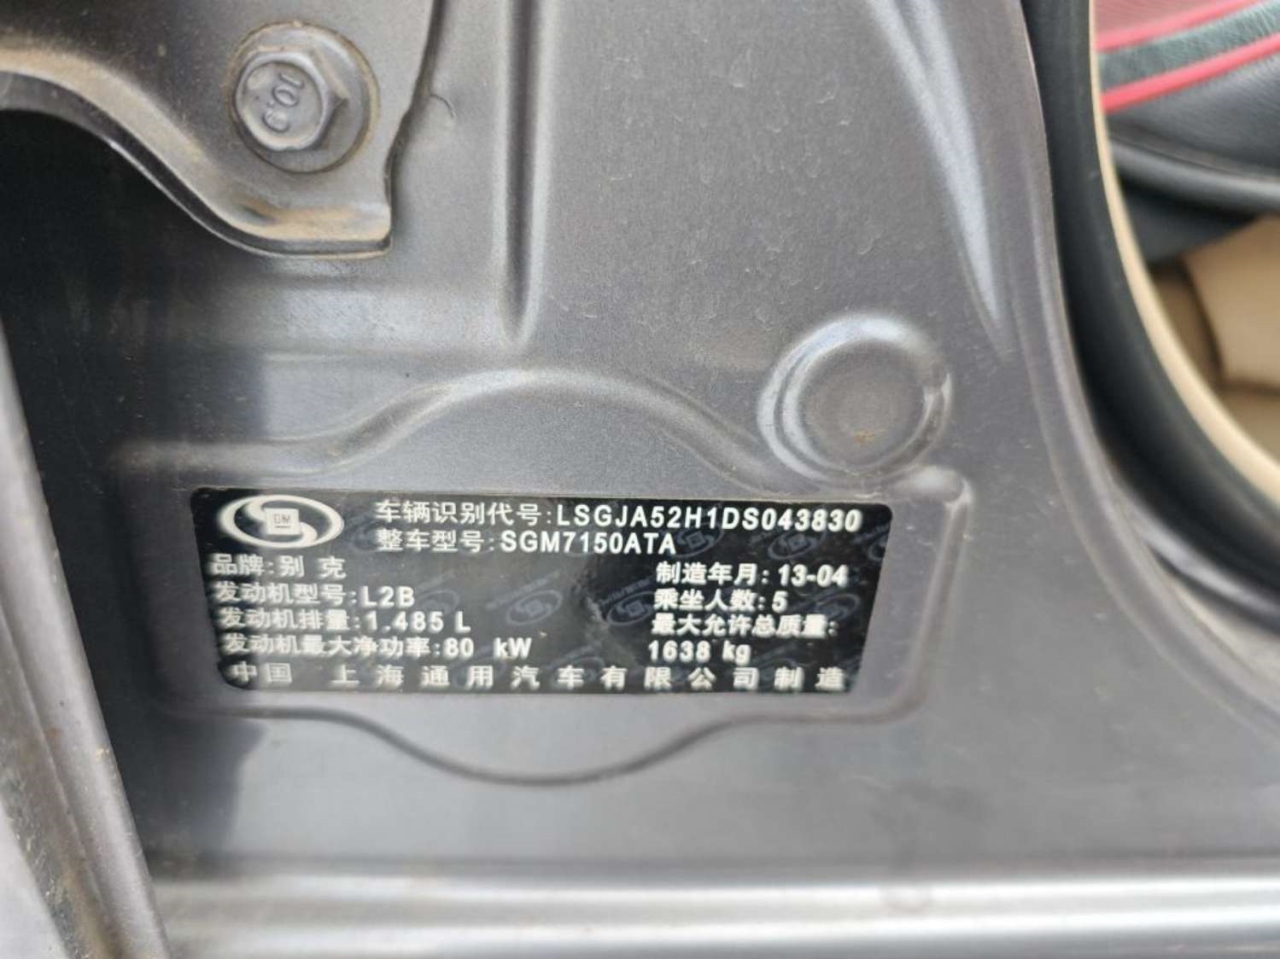 10.9
GM
车辆识别代号:LSGJA52H1DS043830
整车型号:SGM7150ATA
品牌:别克
制造年月:13-04
发动机型号:L2B
乘坐人数:5
发动机排量:1.485 L
最大允许总质量:
发动机最大净功率:80 kW
1638 kg
中国 上海通用汽车有限公司制造